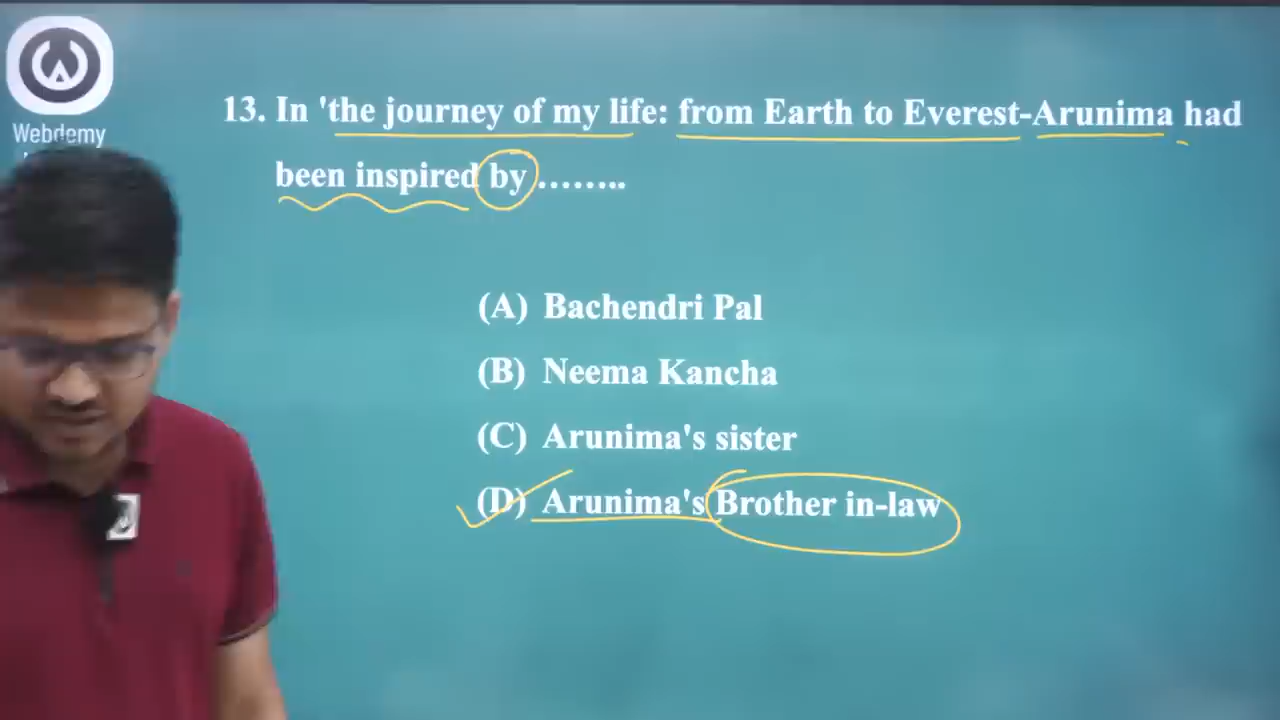 Webdemy
13. In 'the journey of my life: from Earth to Everest-Arunima had
been inspired by ........
(A) Bachendri Pal
(B) Neema Kancha
(C) Arunima's sister
(D) Arunima's Brother in-law